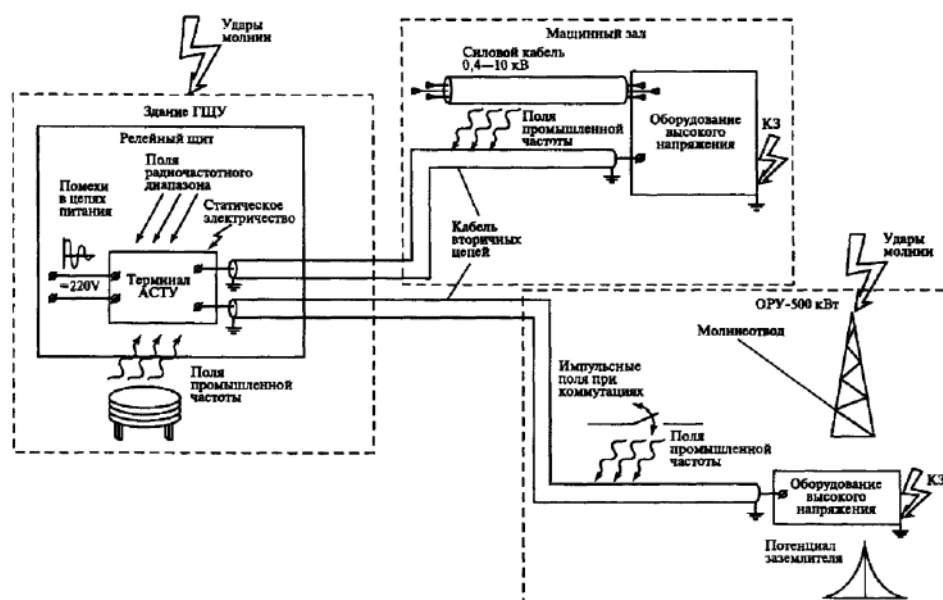 Удары
молнии
Машинный зал
Силовой кабель
0,4—10 кВ
Оборудование
высокого
напряжения
КЗ
Поля
промышленной
частоты
Здание ГЩУ
Релейный щит
Поля
радиочастотного
диапазона
Помехи
в цепях
питания
Статическое
электричество
=220V
Терминал
АСТУ
Кабель
вторичных
цепей
Поля
промышленной
частоты
Удары
молнии
ОРУ-500 кВт
Молниеотвод
Импульсные
поля при
коммутациях
Поля
промышленной
частоты
Оборудование
высокого
напряжения
КЗ
Потенциал
заземлителя